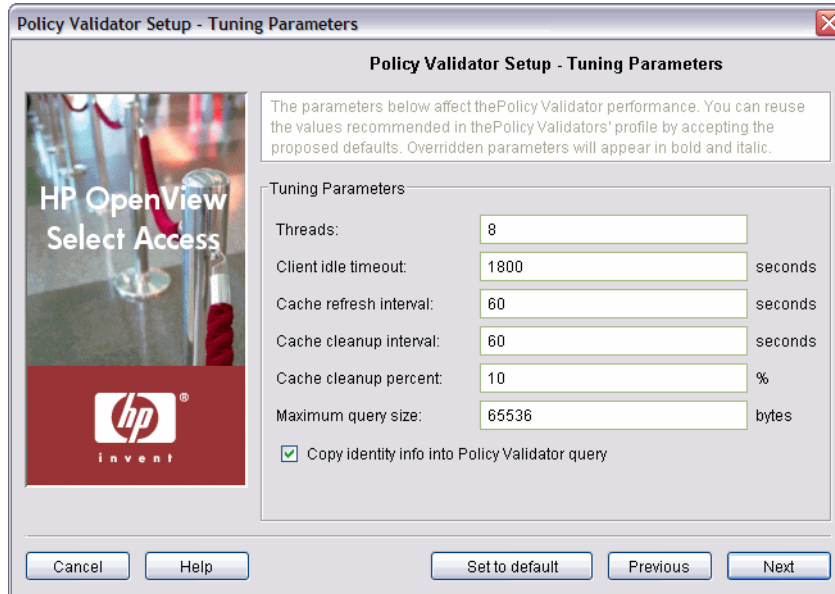 Policy Validator Setup - Tuning Parameters
Policy Validator Setup - Tuning Parameters
The parameters below affect thePolicy Validator performance. You can reuse
the values recommended in thePolicy Validators' profile by accepting the
proposed defaults. Overridden parameters will appear in bold and italic.
HP OpenView
Select Access
hp
®
invent
Tuning Parameters
Threads: 8
Client idle timeout: 1800 seconds
Cache refresh interval: 60 seconds
Cache cleanup interval: 60 seconds
Cache cleanup percent: 10 %
Maximum query size: 65536 bytes
Copy identity info into Policy Validator query
Cancel Help Set to default Previous Next